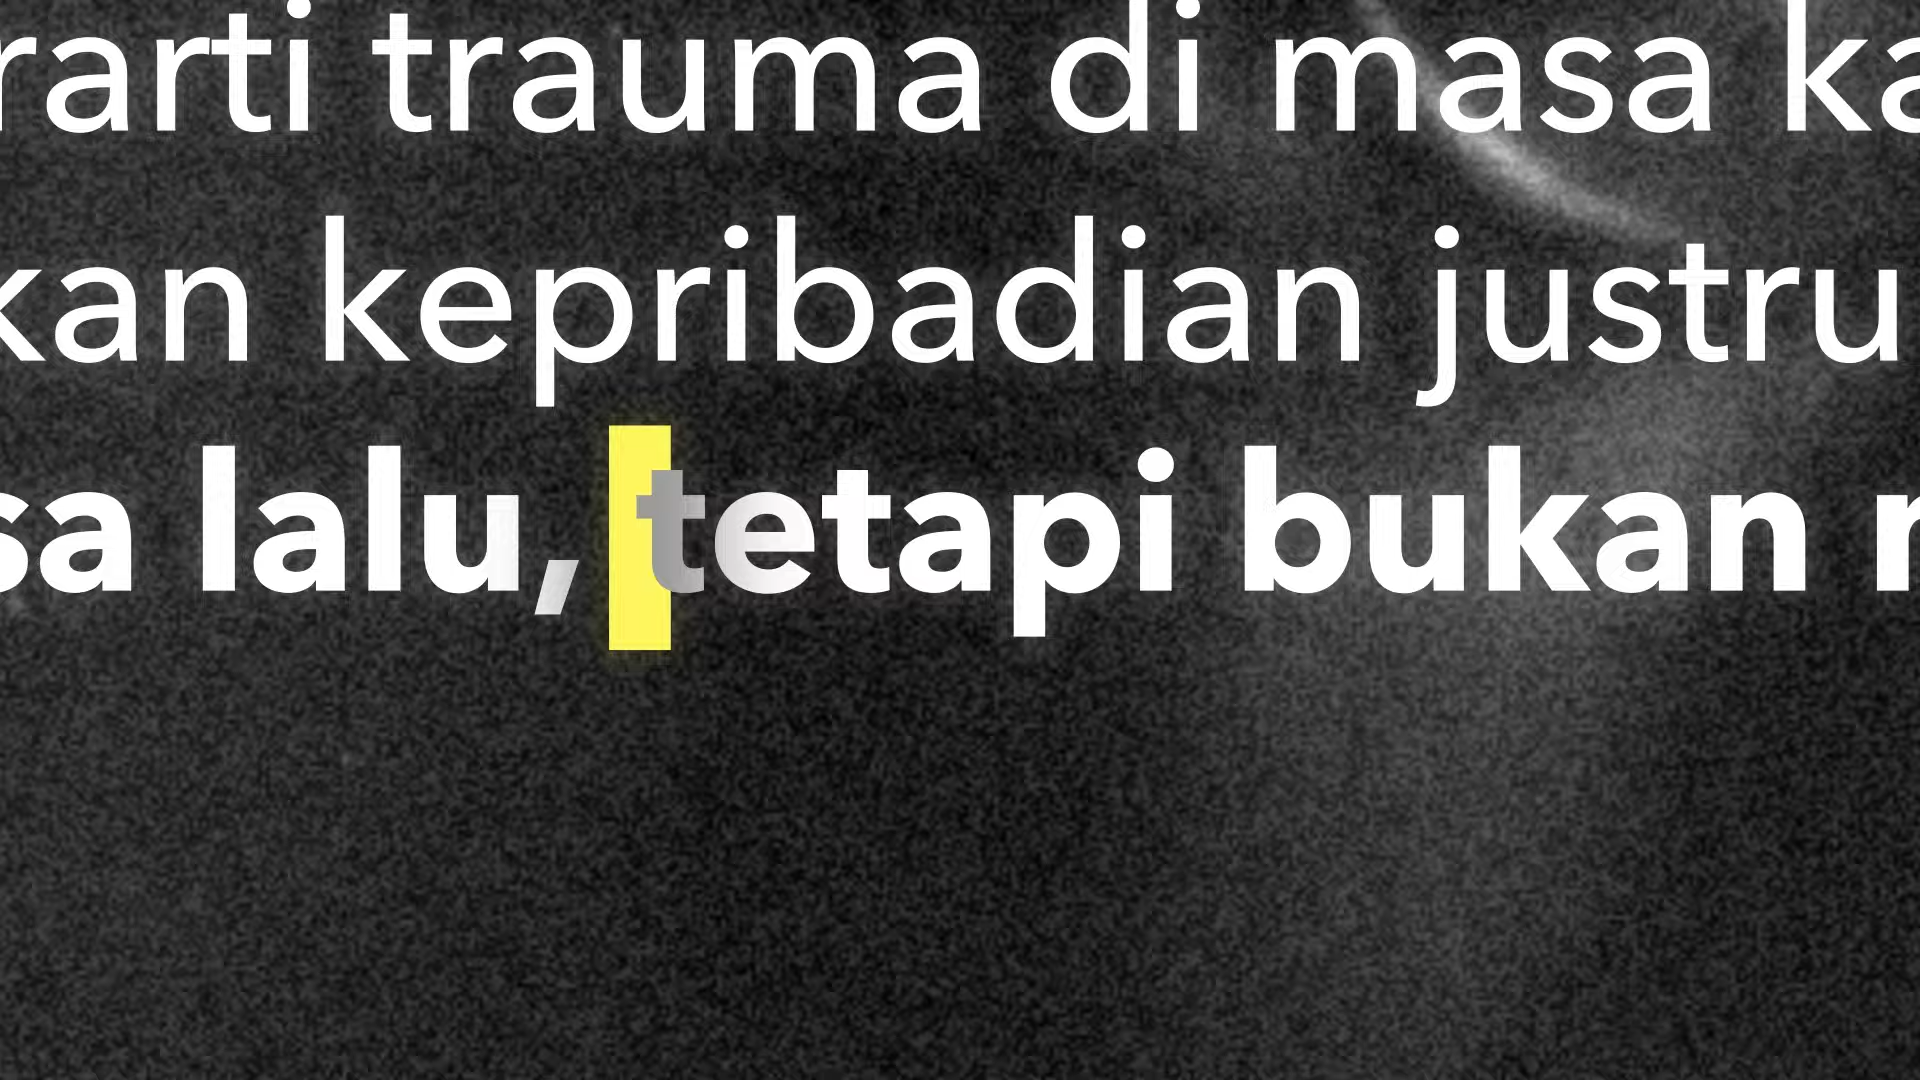 rarti trauma di masa ka
kan kepribadian justru
sa lalu, tetapi bukan